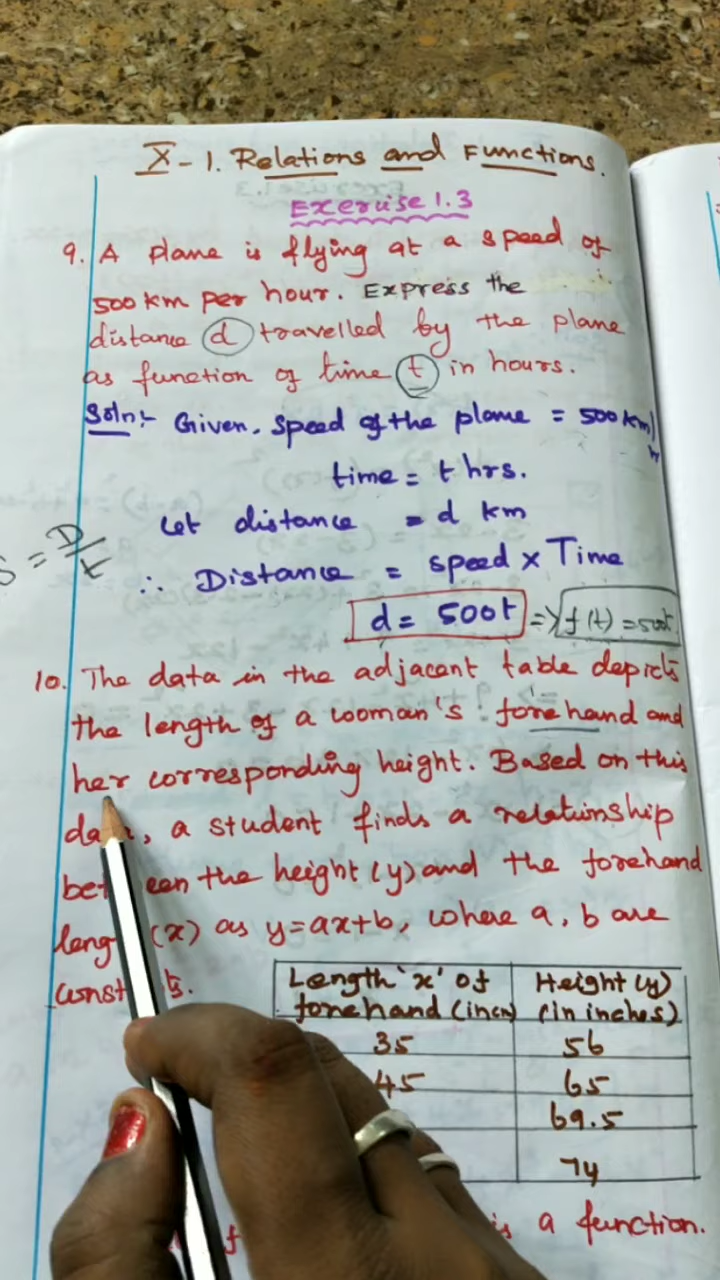 X - 1. Relations and Functions.
Exercise 1.3
9. A plane is flying at a speed of
500 km per hour. Express the
distance d travelled by the plane
as function of time t in hours.
Soln:- Given, speed of the plane = 500 km/hr
time = t hrs.
Let distance = d km
S = D/t
∴ Distance = speed × Time
d = 500t => f(t) = 500t
10. The data in the adjacent table depicts
the length of a woman's forehand and
her corresponding height. Based on this
a student finds a relationship
the height (y) and the forehand
(x) as y=ax+b, where a, b are
Length 'x' of Height (y)
forehand (in cm) (in inches)
35 56
45 65
69.5
74
is a function.